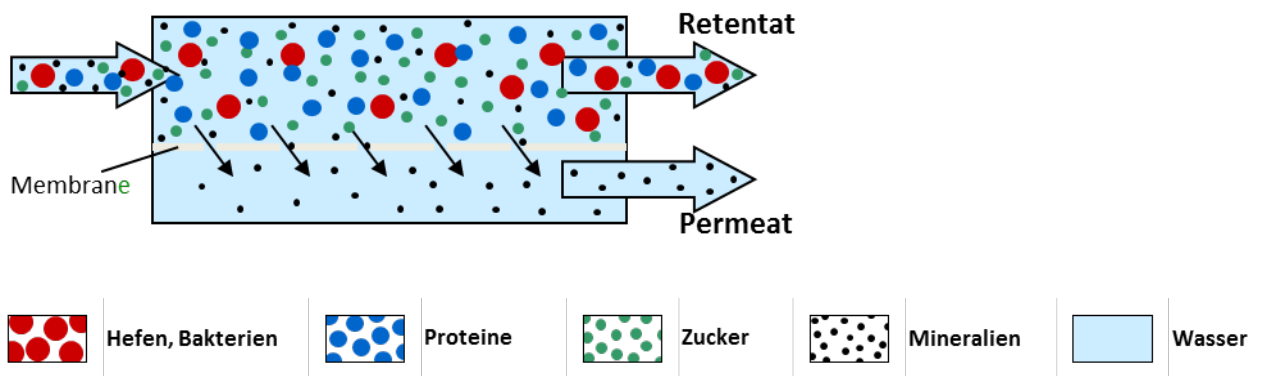 Retentat
Membrane
Permeat
Hefen, Bakterien
Proteine
Zucker
Mineralien
Wasser